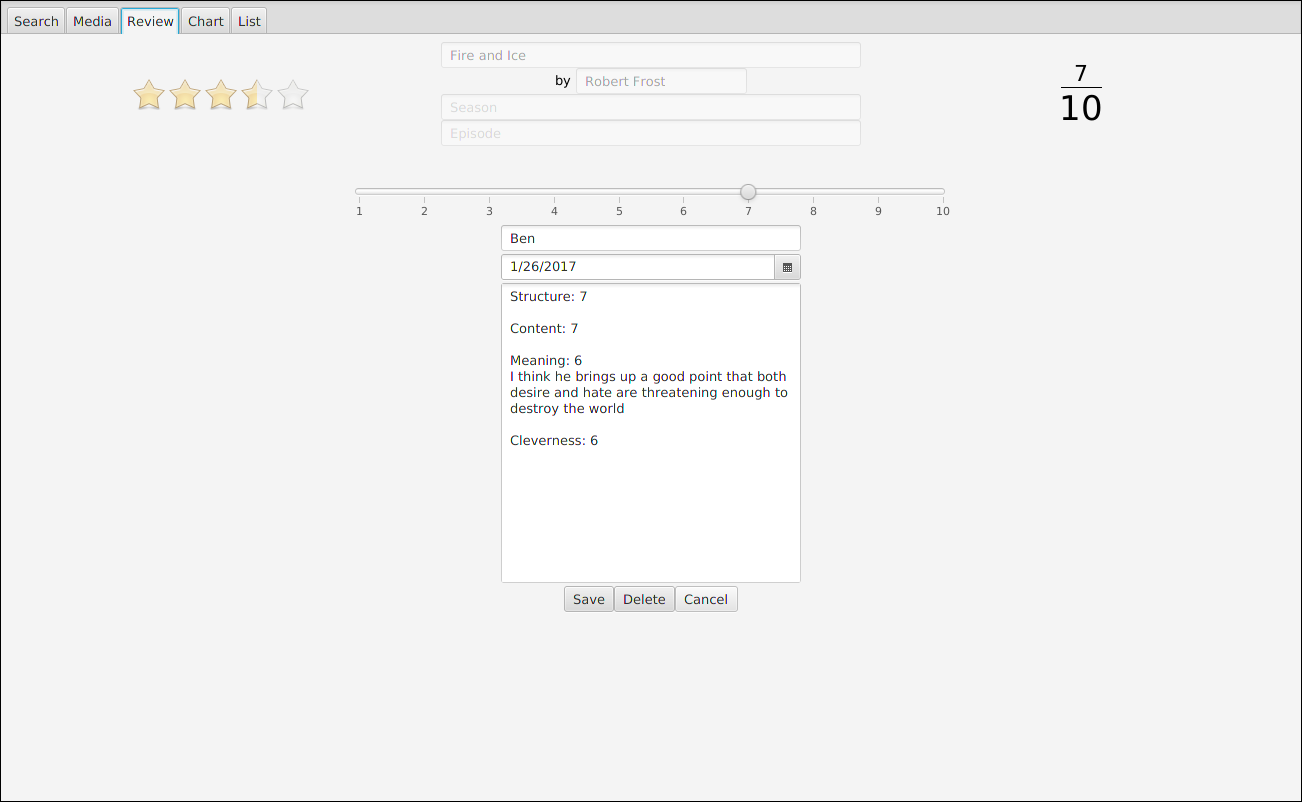 Search Media Review Chart List
Fire and Ice
by Robert Frost
Season
Episode
7
10
1 2 3 4 5 6 7 8 9 10
Ben
1/26/2017
Structure: 7
Content: 7
Meaning: 6
I think he brings up a good point that both
desire and hate are threatening enough to
destroy the world
Cleverness: 6
Save Delete Cancel